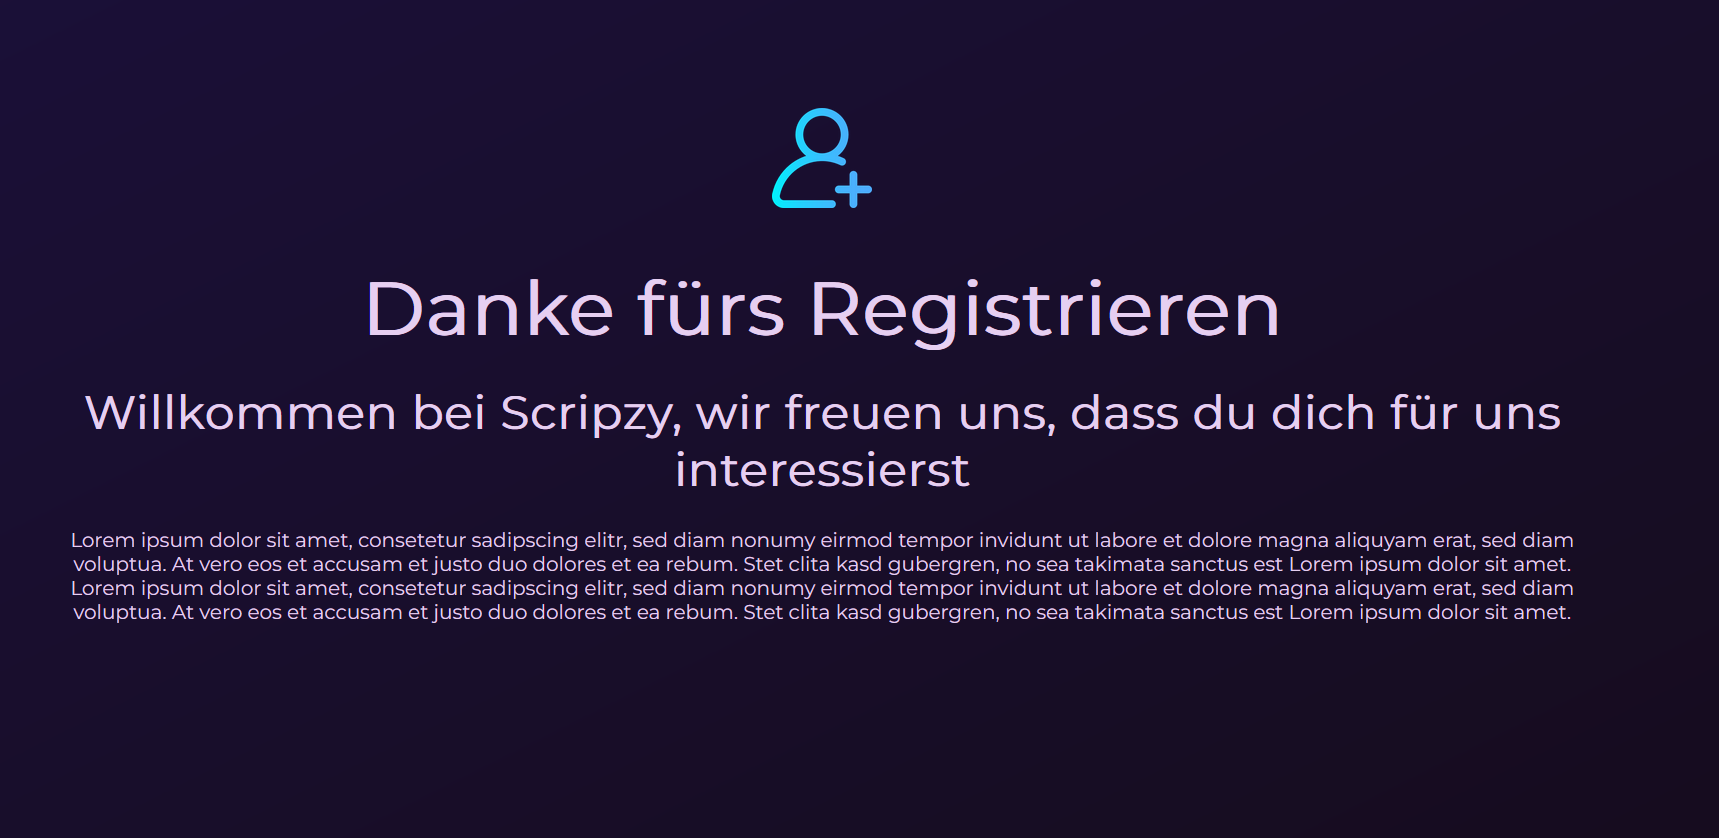 Danke fürs Registrieren
Willkommen bei Scripzy, wir freuen uns, dass du dich für uns
interessierst
Lorem ipsum dolor sit amet, consetetur sadipscing elitr, sed diam nonumy eirmod tempor invidunt ut labore et dolore magna aliquyam erat, sed diam
voluptua. At vero eos et accusam et justo duo dolores et ea rebum. Stet clita kasd gubergren, no sea takimata sanctus est Lorem ipsum dolor sit amet.
Lorem ipsum dolor sit amet, consetetur sadipscing elitr, sed diam nonumy eirmod tempor invidunt ut labore et dolore magna aliquyam erat, sed diam
voluptua. At vero eos et accusam et justo duo dolores et ea rebum. Stet clita kasd gubergren, no sea takimata sanctus est Lorem ipsum dolor sit amet.